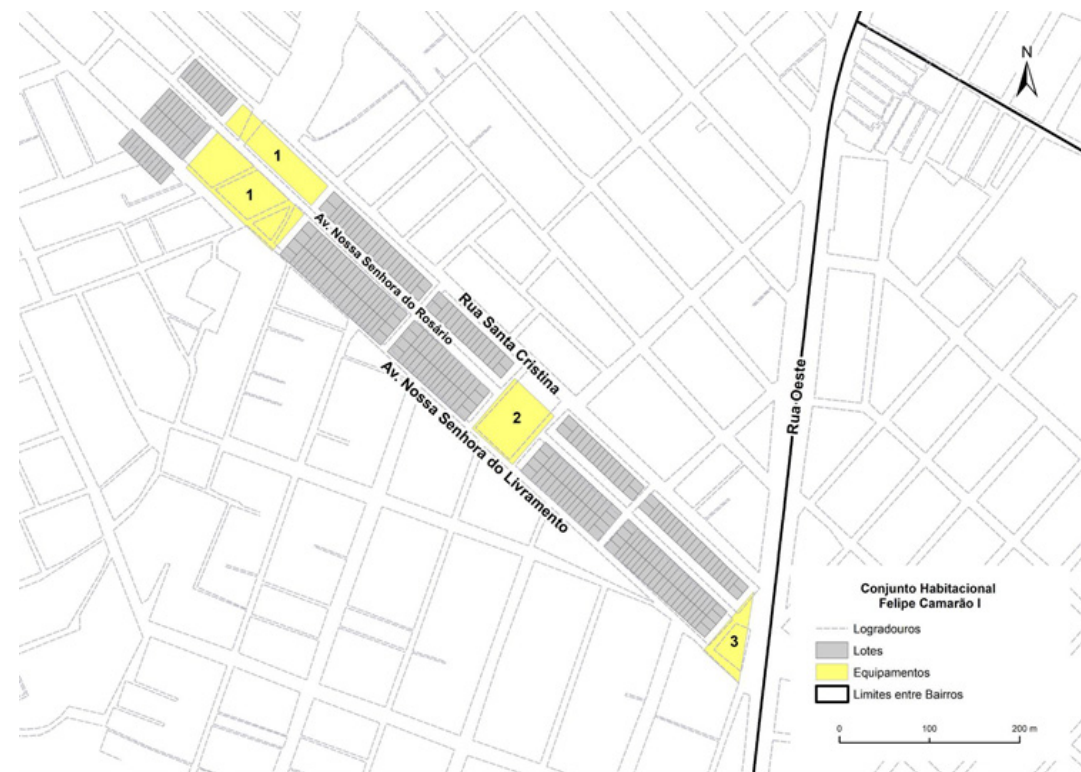 N
1
1
Av. Nossa Senhora do Rosário
Rua Santa Cristina
Av. Nossa Senhora do Livramento
2
Rua Oeste
3
Conjunto Habitacional
Felipe Camarão I
Logradouros
Lotes
Equipamentos
Limites entre Bairros
0 100 200 m